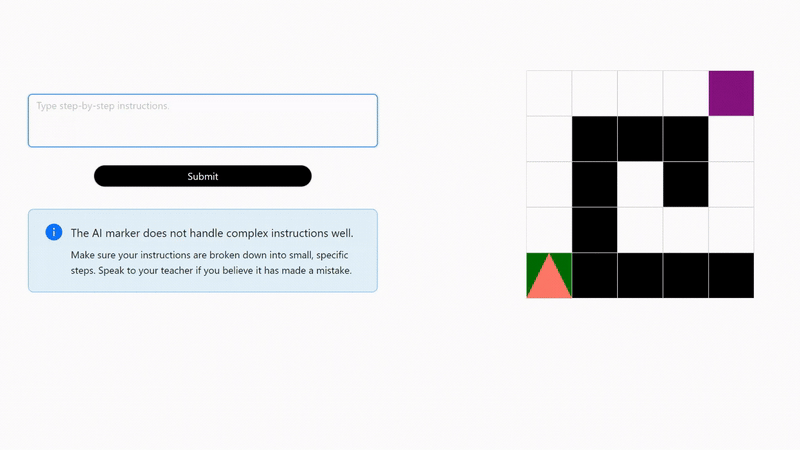 Type step-by-step instructions.
Submit
The AI marker does not handle complex instructions well.
Make sure your instructions are broken down into small, specific
steps. Speak to your teacher if you believe it has made a mistake.